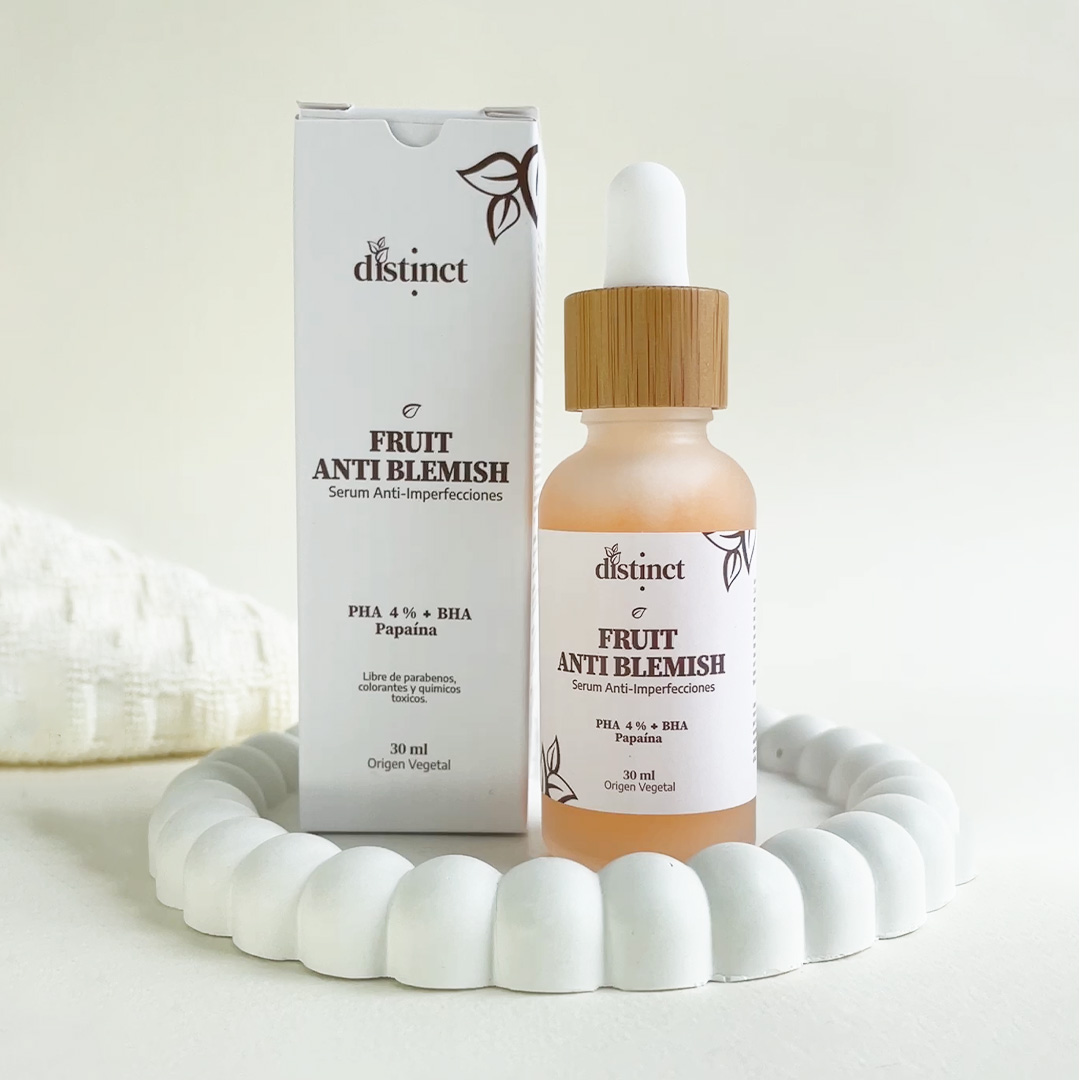 distinct
FRUIT
ANTI BLEMISH
Serum Anti-Imperfecciones
PHA 4 % + BHA
Papaína
Libre de parabenos,
colorantes y quimicos
toxicos.
30 ml
Origen Vegetal
distinct
FRUIT
ANTI BLEMISH
Serum Anti-Imperfecciones
PHA 4 % + BHA
Papaína
30 ml
Origen Vegetal